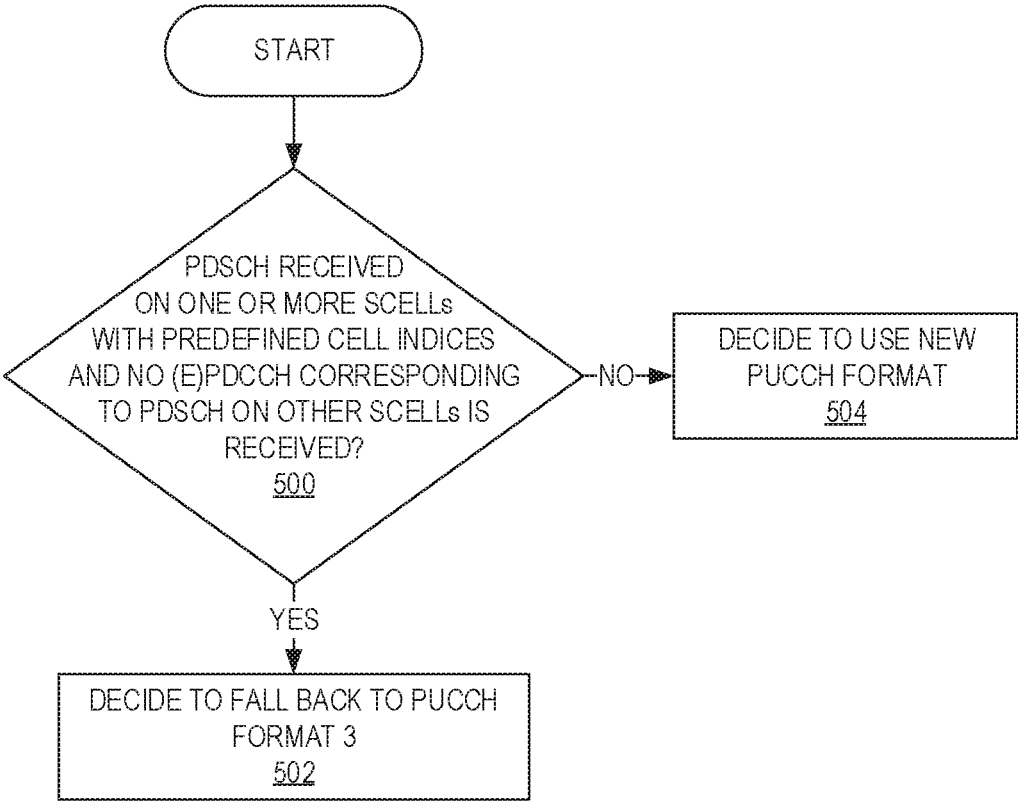 START
PDSCH RECEIVED
ON ONE OR MORE SCELLs
WITH PREDEFINED CELL INDICES
AND NO (E)PDCCH CORRESPONDING
TO PDSCH ON OTHER SCELLs IS
RECEIVED?
500
NO
DECIDE TO USE NEW
PUCCH FORMAT
504
YES
DECIDE TO FALL BACK TO PUCCH
FORMAT 3
502